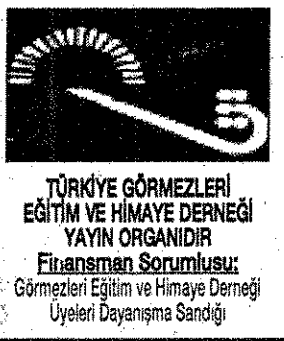 TÜRKİYE GÖRMEZLERİ
EĞİTİM VE HİMAYE DERNEĞİ
YAYIN ORGANIDIR
Finansman Sorumlusu:
Görmezleri Eğitim ve Himaye Derneği
Üyeleri Dayanışma Sandığı